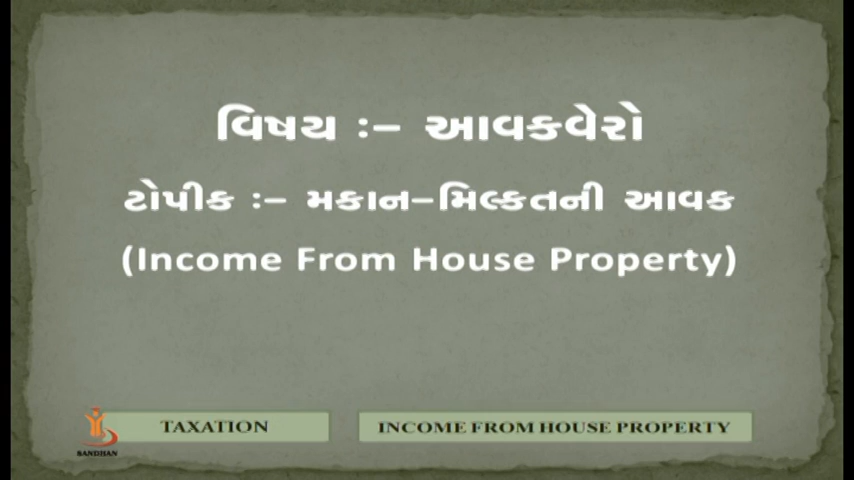 વિષય :– આવકવેરો
ટોપીક :– મકાન–મિલ્કતની આવક
(Income From House Property)
TAXATION
INCOME FROM HOUSE PROPERTY
SANDHAN